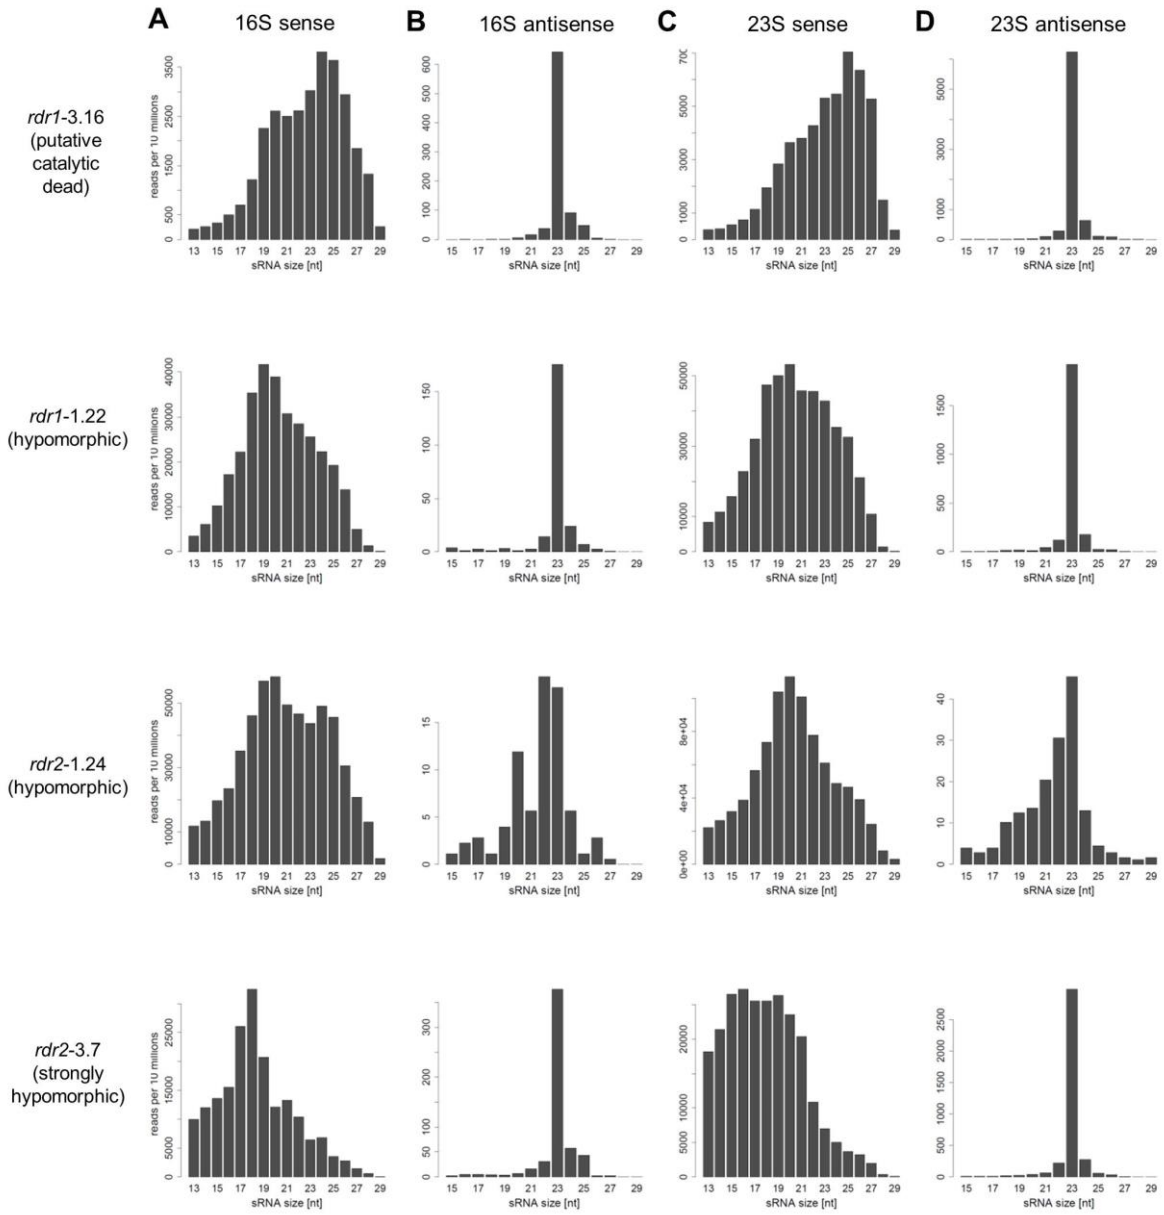 A 16S sense B 16S antisense C 23S sense D 23S antisense
rdr1-3.16
(putative
catalytic
dead)
reads per 10 millions
500 1500 2500 3500
13 15 17 19 21 23 25 27 29
sRNA size [nt]
0 100 200 300 400 500 600
15 17 19 21 23 25 27 29
sRNA size [nt]
0 1000 3000 5000
13 15 17 19 21 23 25 27 29
sRNA size [nt]
0 1000 3000 5000
15 17 19 21 23 25 27 29
sRNA size [nt]
rdr1-1.22
(hypomorphic)
reads per 10 millions
0 10000 20000 30000 40000
13 15 17 19 21 23 25 27 29
sRNA size [nt]
0 50 100 150
15 17 19 21 23 25 27 29
sRNA size [nt]
0 10000 30000 50000
13 15 17 19 21 23 25 27 29
sRNA size [nt]
0 500 1000 1500
15 17 19 21 23 25 27 29
sRNA size [nt]
rdr2-1.24
(hypomorphic)
reads per 10 millions
0 10000 30000 50000
13 15 17 19 21 23 25 27 29
sRNA size [nt]
0 5 10 15
15 17 19 21 23 25 27 29
sRNA size [nt]
0e+00 4e+04 8e+04
13 15 17 19 21 23 25 27 29
sRNA size [nt]
0 10 20 30 40
15 17 19 21 23 25 27 29
sRNA size [nt]
rdr2-3.7
(strongly
hypomorphic)
reads per 10 millions
0 5000 15000 25000
13 15 17 19 21 23 25 27 29
sRNA size [nt]
0 50 100 200 300
15 17 19 21 23 25 27 29
sRNA size [nt]
0 5000 10000 20000
13 15 17 19 21 23 25 27 29
sRNA size [nt]
0 500 1000 1500 2000 2500
15 17 19 21 23 25 27 29
sRNA size [nt]